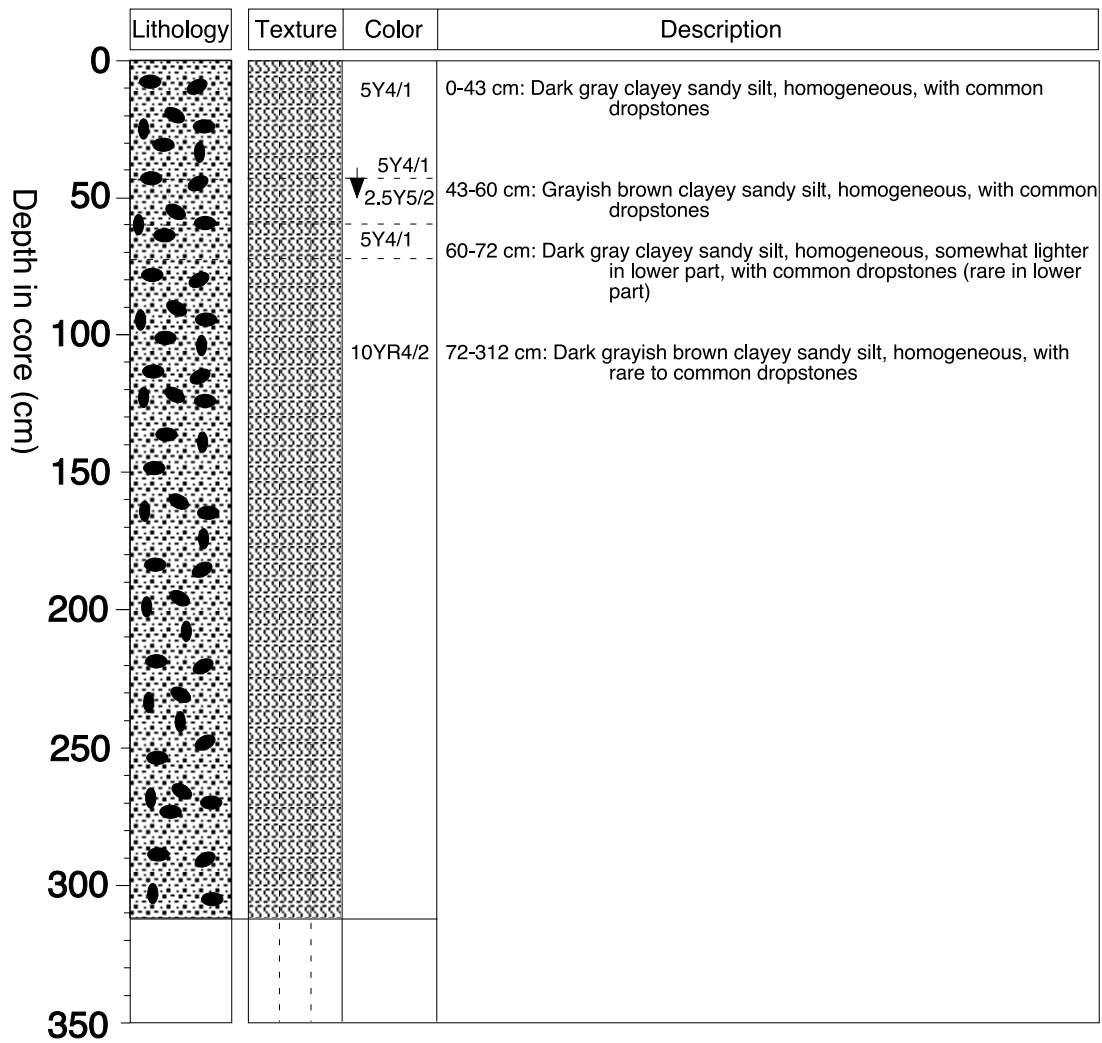 Lithology Texture Color Description
0
5Y4/1
0-43 cm: Dark gray clayey sandy silt, homogeneous, with common
dropstones
5Y4/1
50
2.5Y5/2
43-60 cm: Grayish brown clayey sandy silt, homogeneous, with common
dropstones
5Y4/1
60-72 cm: Dark gray clayey sandy silt, homogeneous, somewhat lighter
in lower part, with common dropstones (rare in lower
part)
100
10YR4/2
72-312 cm: Dark grayish brown clayey sandy silt, homogeneous, with
rare to common dropstones
150
200
250
300
350
Depth in core (cm)